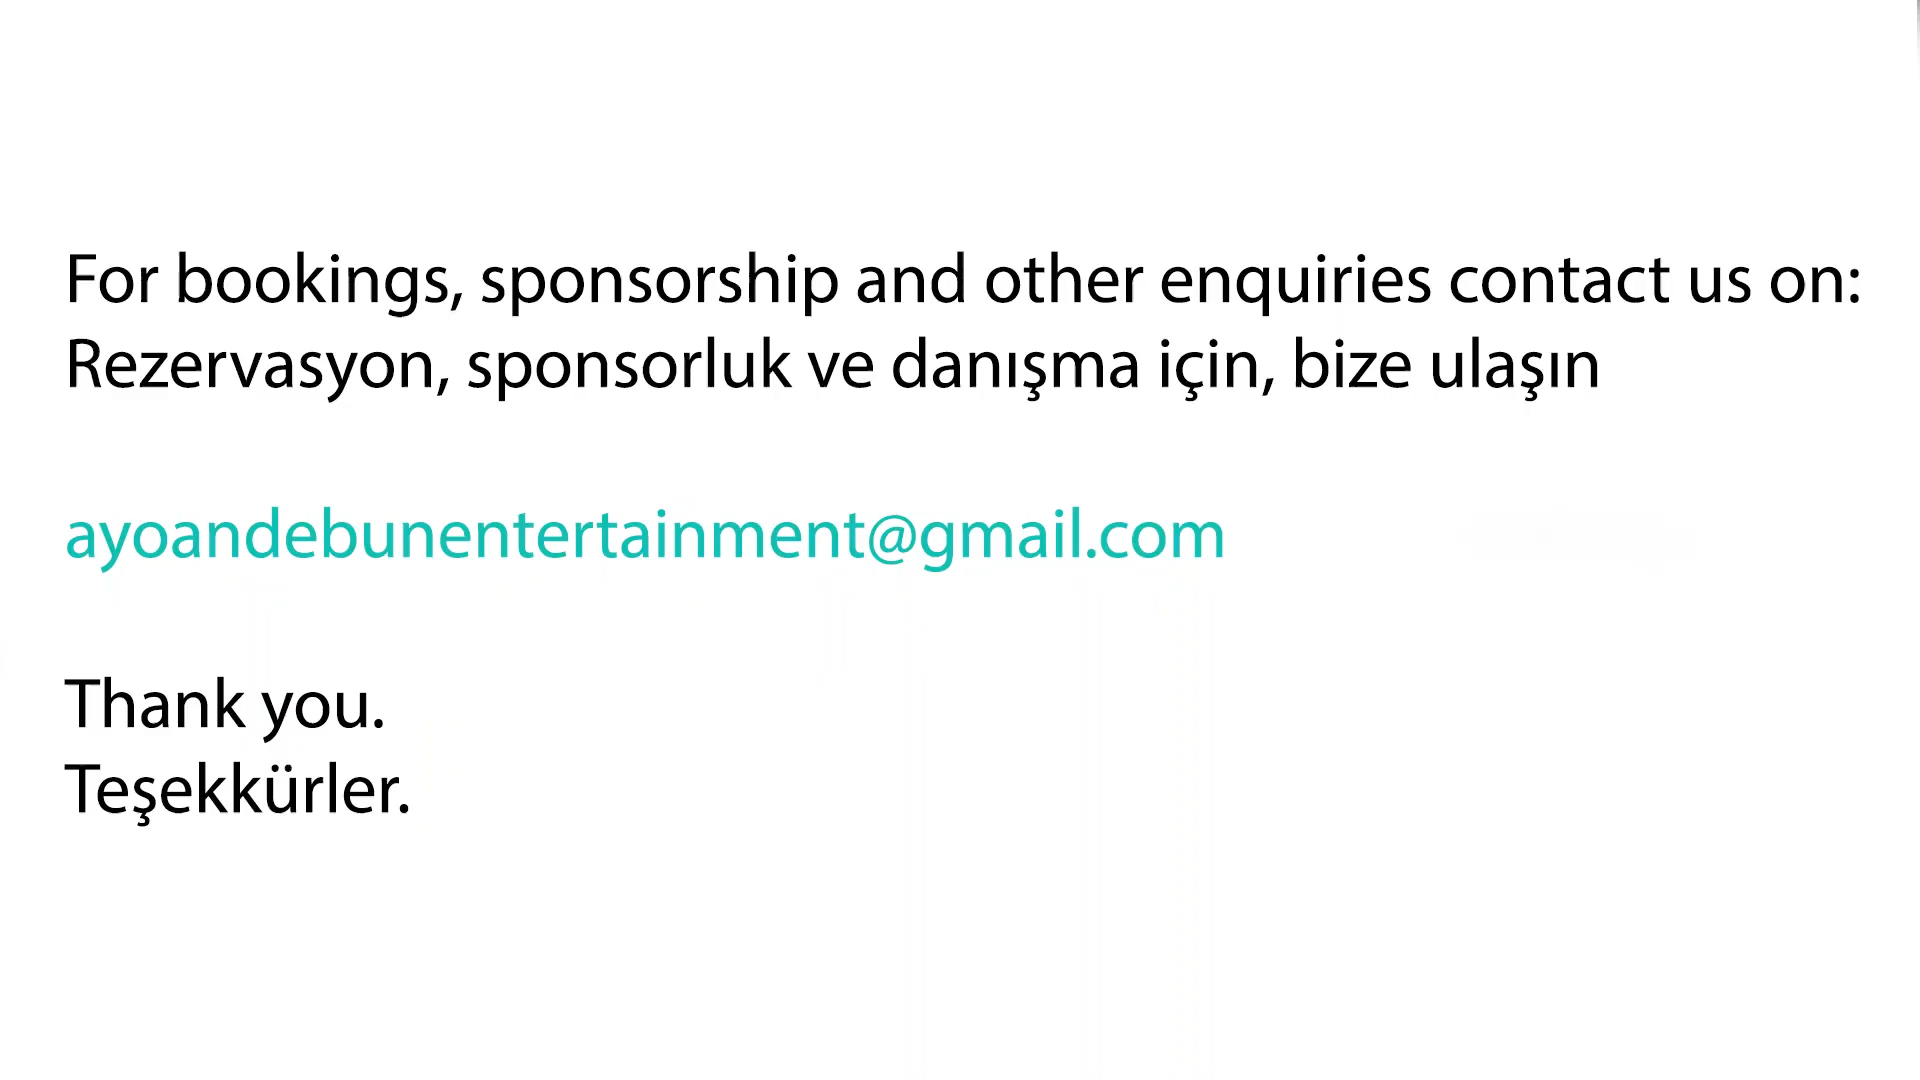 For bookings, sponsorship and other enquiries contact us on:
Rezervasyon, sponsorluk ve danışma için, bize ulaşın
ayoandebunentertainment@gmail.com
Thank you.
Teşekkürler.